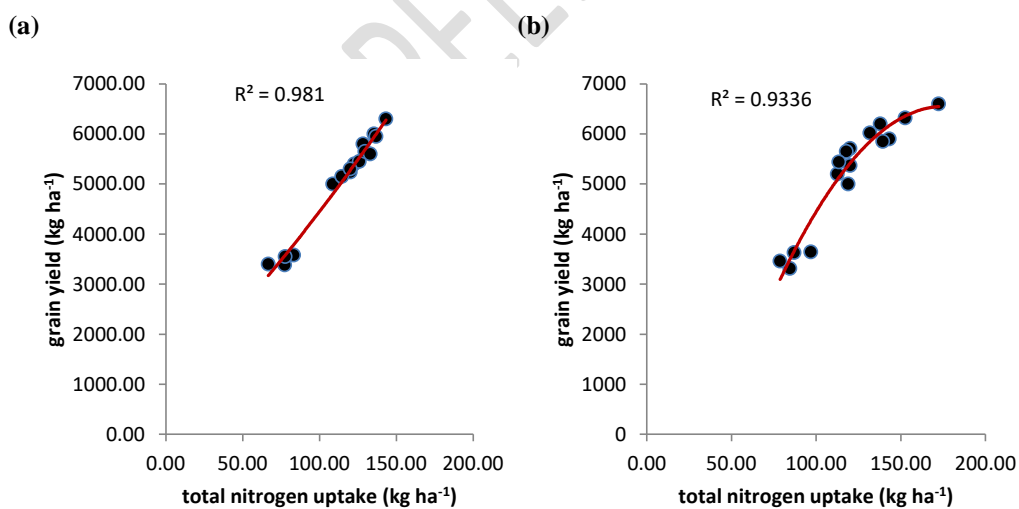 (a)
(b)
R² = 0.981
7000.00
6000.00
5000.00
4000.00
3000.00
2000.00
1000.00
0.00
grain yield (kg ha⁻¹)
0.00 50.00 100.00 150.00 200.00
total nitrogen uptake (kg ha⁻¹)
R² = 0.9336
7000
6000
5000
4000
3000
2000
1000
0
grain yield (kg ha⁻¹)
0.00 50.00 100.00 150.00 200.00
total nitrogen uptake (kg ha⁻¹)